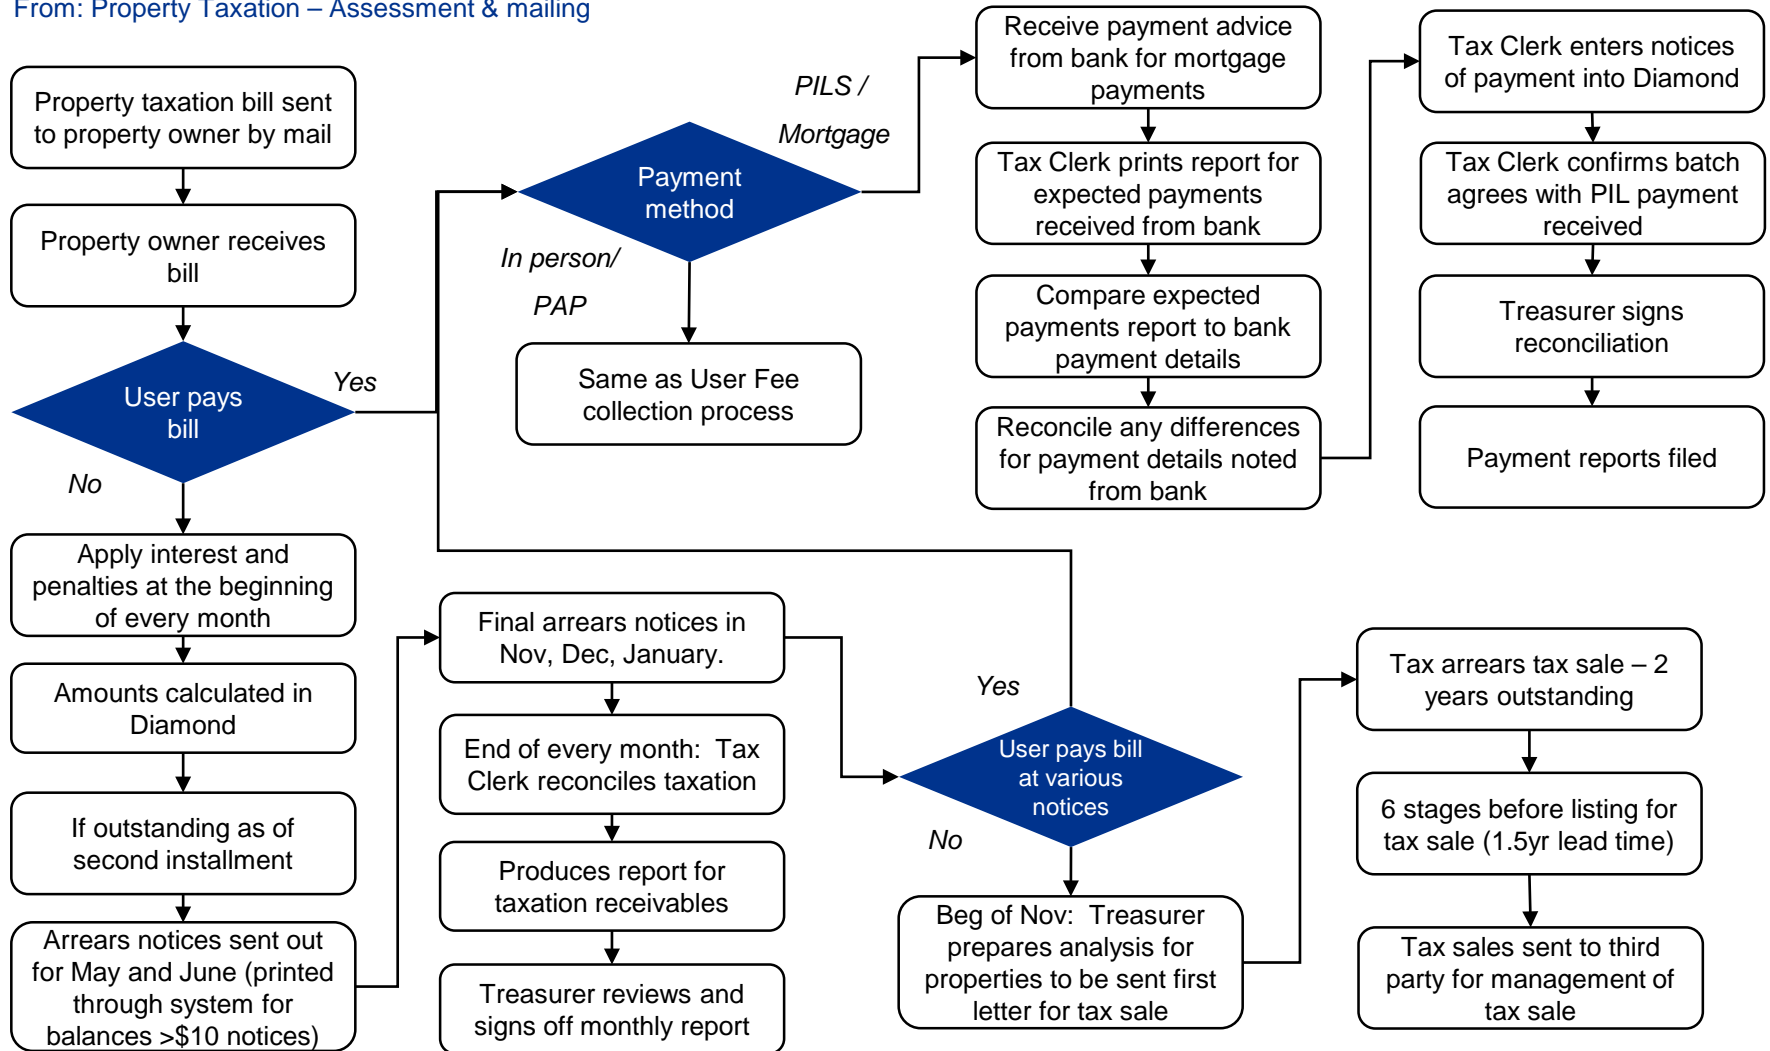 From: Property Taxation – Assessment & mailing
Property taxation bill sent
to property owner by mail
Property owner receives
bill
User pays
bill
Yes
No
Apply interest and
penalties at the beginning
of every month
Amounts calculated in
Diamond
If outstanding as of
second installment
Arrears notices sent out
for May and June (printed
through system for
balances >$10 notices)
Payment
method
PILS /
Mortgage
In person/
PAP
Same as User Fee
collection process
Receive payment advice
from bank for mortgage
payments
Tax Clerk prints report for
expected payments
received from bank
Compare expected
payments report to bank
payment details
Reconcile any differences
for payment details noted
from bank
Tax Clerk enters notices
of payment into Diamond
Tax Clerk confirms batch
agrees with PIL payment
received
Treasurer signs
reconciliation
Payment reports filed
Final arrears notices in
Nov, Dec, January.
End of every month:  Tax
Clerk reconciles taxation
Produces report for
taxation receivables
Treasurer reviews and
signs off monthly report
User pays bill
at various
notices
Yes
No
Beg of Nov:  Treasurer
prepares analysis for
properties to be sent first
letter for tax sale
Tax arrears tax sale – 2
years outstanding
6 stages before listing for
tax sale (1.5yr lead time)
Tax sales sent to third
party for management of
tax sale